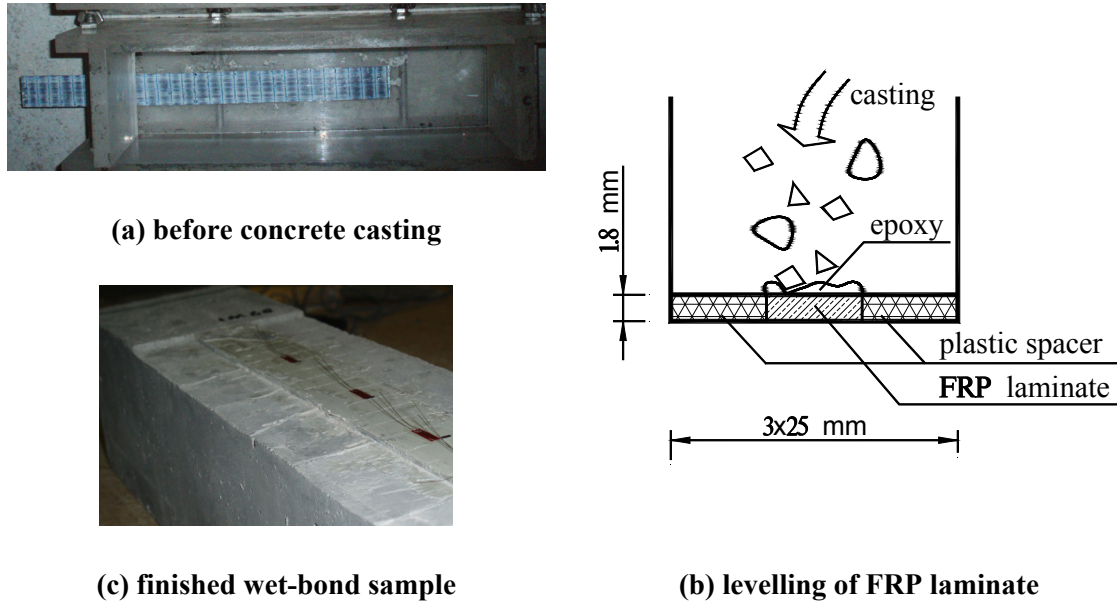 (a) before concrete casting
casting
1.8 mm
epoxy
plastic spacer
FRP laminate
3x25 mm
(c) finished wet-bond sample
(b) levelling of FRP laminate